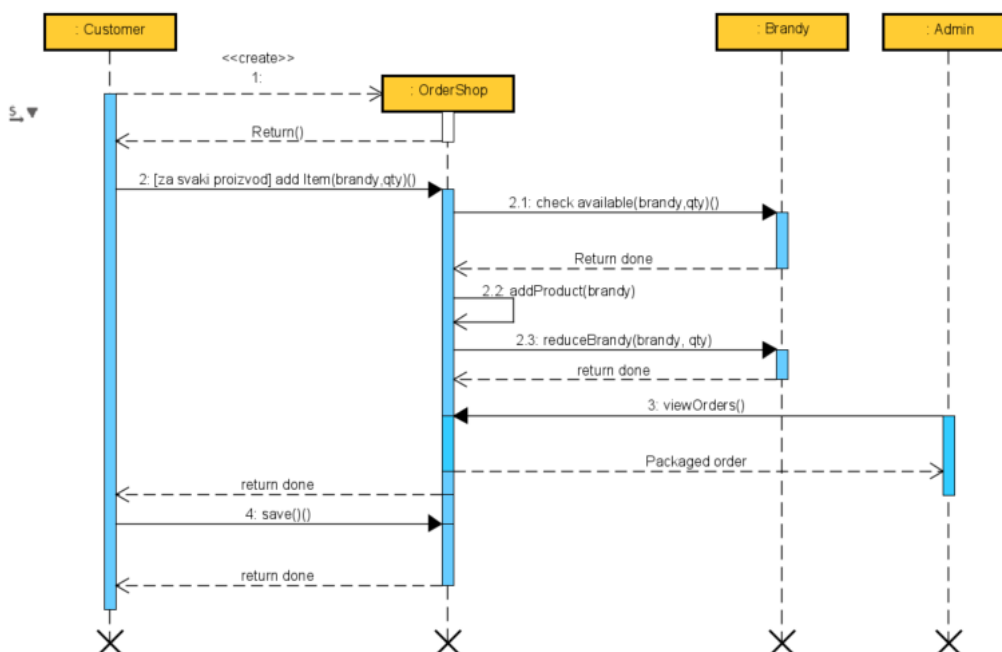 : Customer
: Brandy
: Admin
<<create>>
1:
: OrderShop
S
Return()
2: [za svaki proizvod] add Item(brandy,qty)()
2.1: check available(brandy,qty)()
Return done
2.2: addProduct(brandy)
2.3: reduceBrandy(brandy, qty)
return done
3: viewOrders()
Packaged order
return done
4: save()()
return done